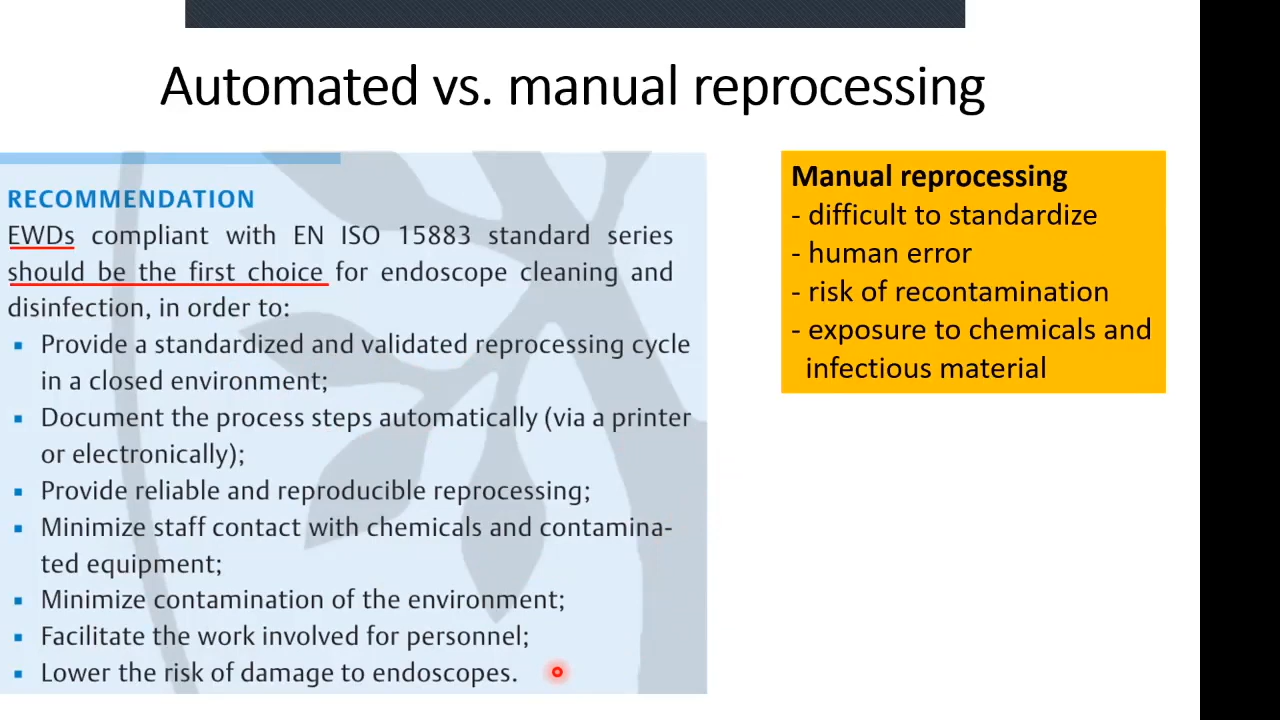 Automated vs. manual reprocessing
RECOMMENDATION
EWDs compliant with EN ISO 15883 standard series
should be the first choice for endoscope cleaning and
disinfection, in order to:
▪ Provide a standardized and validated reprocessing cycle
in a closed environment;
▪ Document the process steps automatically (via a printer
or electronically);
▪ Provide reliable and reproducible reprocessing;
▪ Minimize staff contact with chemicals and contamina-
ted equipment;
▪ Minimize contamination of the environment;
▪ Facilitate the work involved for personnel;
▪ Lower the risk of damage to endoscopes.
Manual reprocessing
- difficult to standardize
- human error
- risk of recontamination
- exposure to chemicals and
infectious material